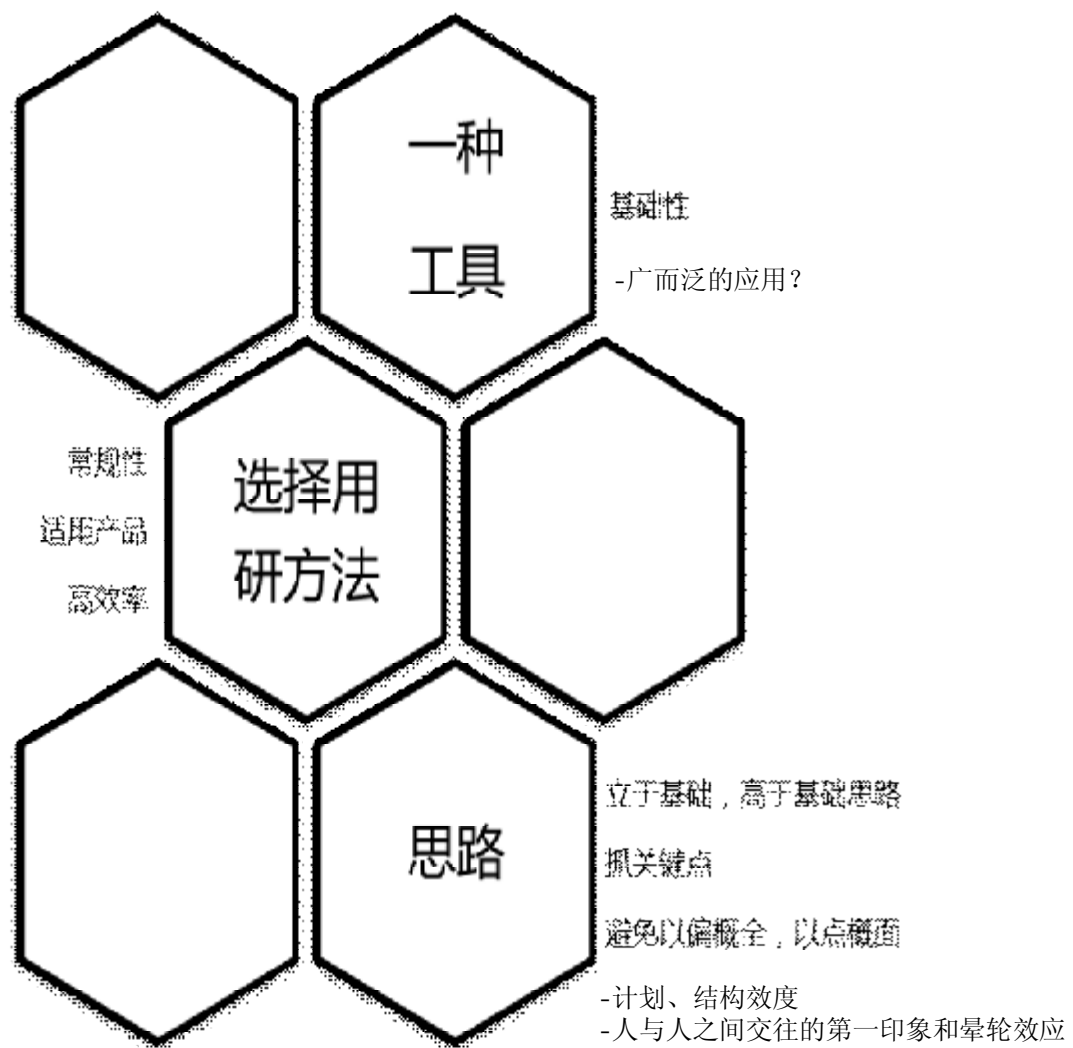 一种
工具
基础性
-广而泛的应用？
常规性
适用产品
高效率
选择用
研方法
思路
立于基础，高于基础思路
抓关键点
避免以偏概全，以点概面
-计划、结构效度
-人与人之间交往的第一印象和晕轮效应